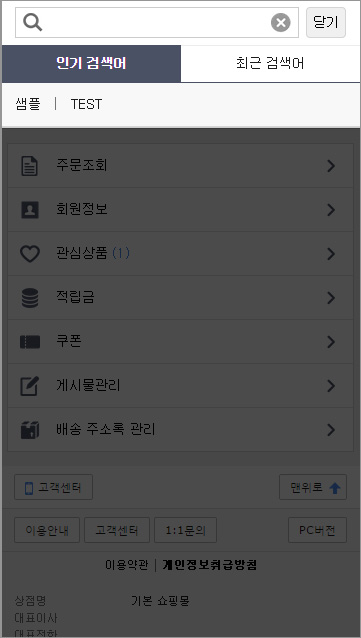 닫기
인기 검색어 최근 검색어
샘플 | TEST
주문조회
회원정보
관심상품 (1)
적립금
쿠폰
게시물관리
배송 주소록 관리
고객센터 맨위로
이용안내 고객센터 1:1문의 PC버전
이용약관 | 개인정보취급방침
상점명 기본 쇼핑몰
대표이사
대표전화